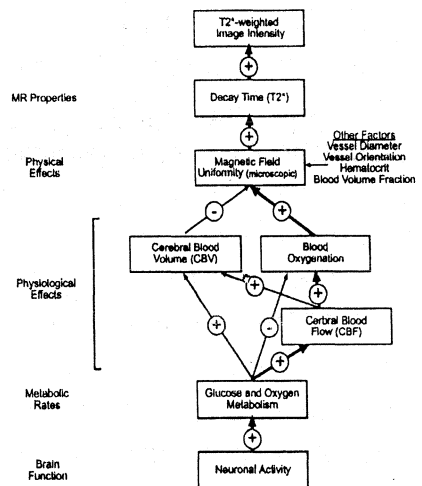 T2*-weighted
Image Intensity
+
MR Properties
Decay Time (T2*)
+
Other Factors
Vessel Diameter
Vessel Orientation
Hematocrit
Blood Volume Fraction
Physical
Effects
Magnetic Field
Uniformity (microscopic)
-
+
Cerebral Blood
Volume (CBV)
Blood
Oxygenation
Physiological
Effects
+
+
Cerbral Blood
Flow (CBF)
+
-
+
Metabolic
Rates
Glucose and Oxygen
Metabolism
+
Brain
Function
Neuronal Activity